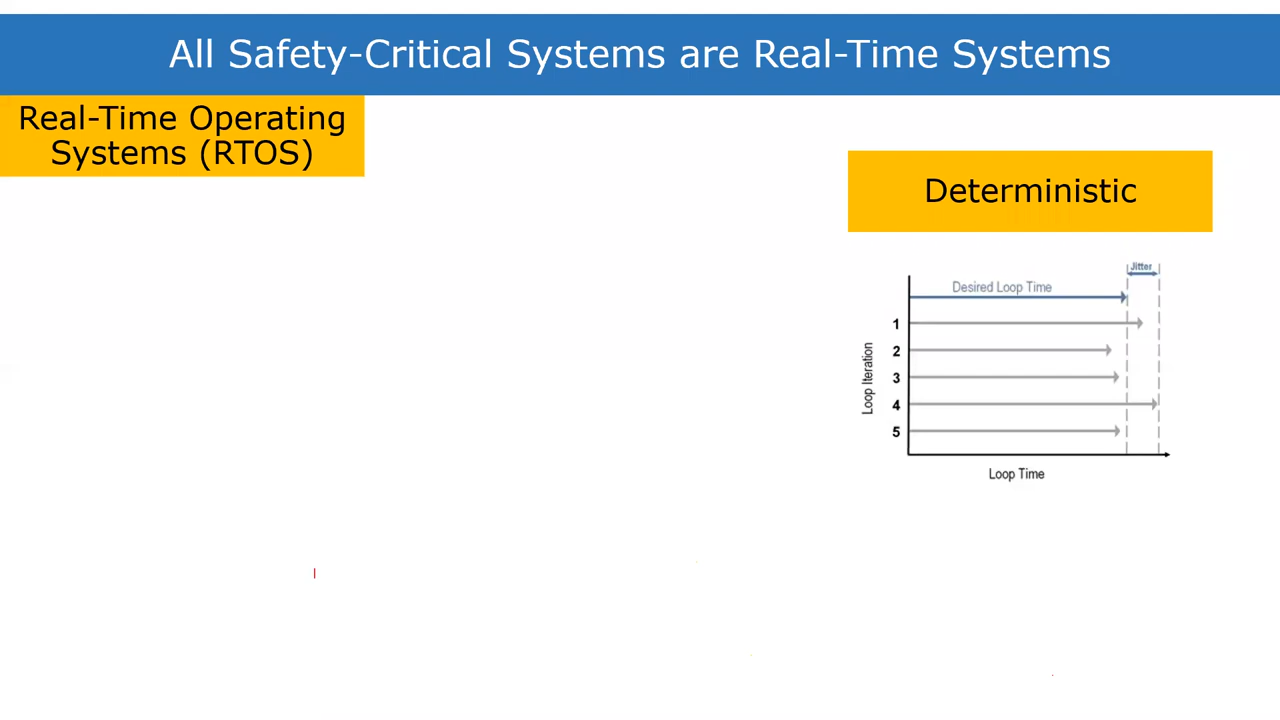 All Safety-Critical Systems are Real-Time Systems
Real-Time Operating
Systems (RTOS)
Deterministic
Jitter
Desired Loop Time
1
2
3
4
5
Loop Iteration
Loop Time